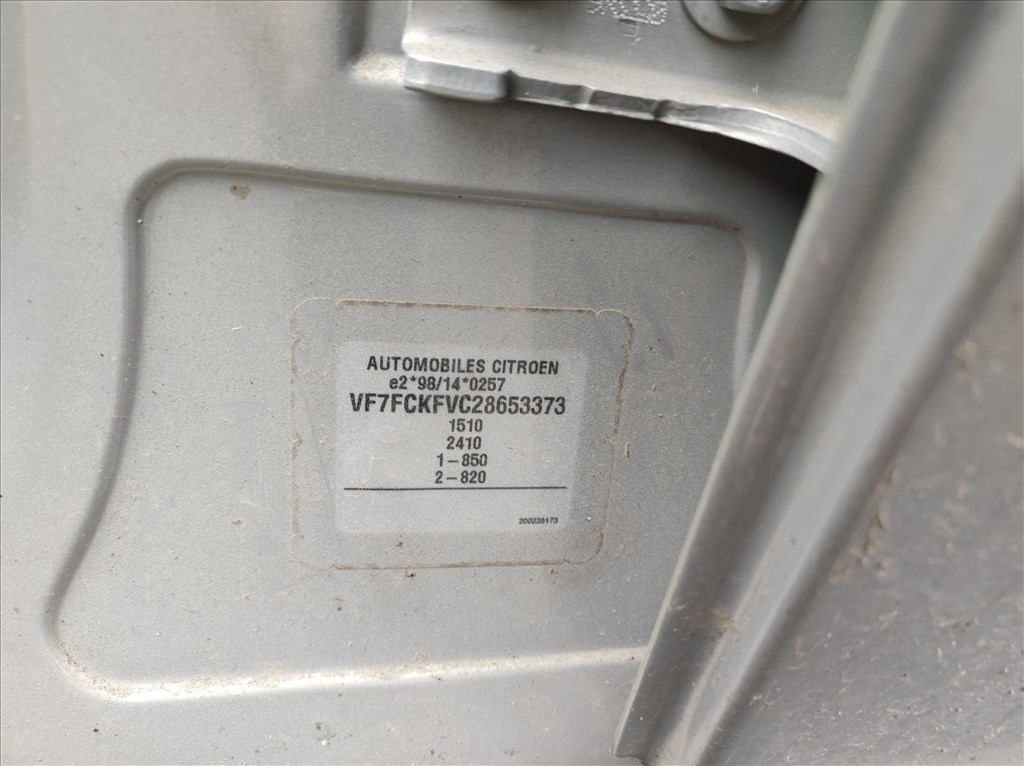 AUTOMOBILES CITROEN
e2*98/14*0257
VF7FCKFVC28653373
1510
2410
1-850
2-820
200238173